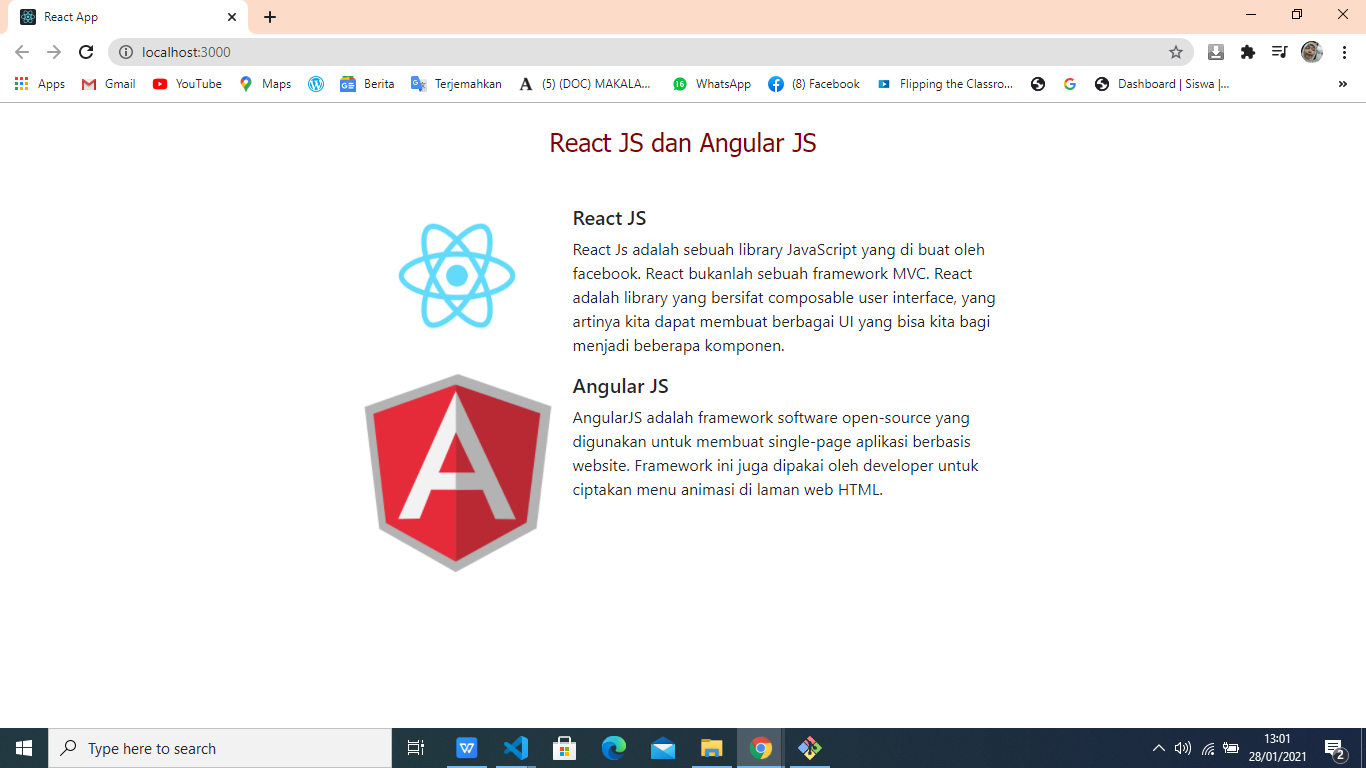 React App
localhost:3000
Apps
Gmail
YouTube
Maps
Berita
Terjemahkan
(5) (DOC) MAKALA...
WhatsApp
(8) Facebook
Flipping the Classro...
Dashboard | Siswa |...
»
React JS dan Angular JS
React JS
React Js adalah sebuah library JavaScript yang di buat oleh
facebook. React bukanlah sebuah framework MVC. React
adalah library yang bersifat composable user interface, yang
artinya kita dapat membuat berbagai UI yang bisa kita bagi
menjadi beberapa komponen.
Angular JS
AngularJS adalah framework software open-source yang
digunakan untuk membuat single-page aplikasi berbasis
website. Framework ini juga dipakai oleh developer untuk
ciptakan menu animasi di laman web HTML.
Type here to search
13:01
28/01/2021
2